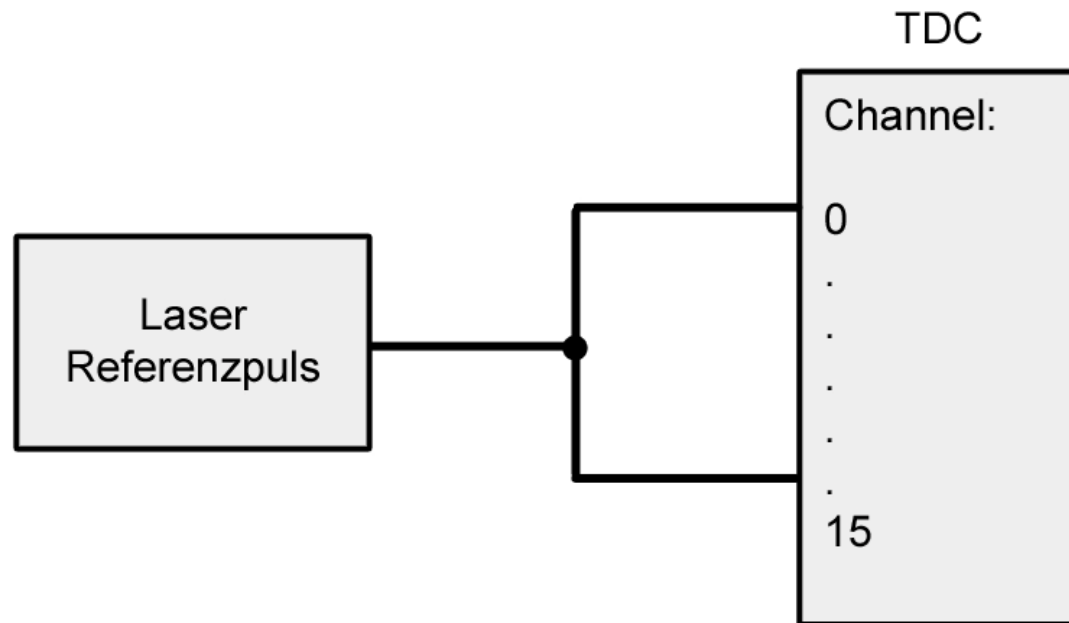 TDC
Channel:
Laser
Referenzpuls
0
.
.
.
.
.
15